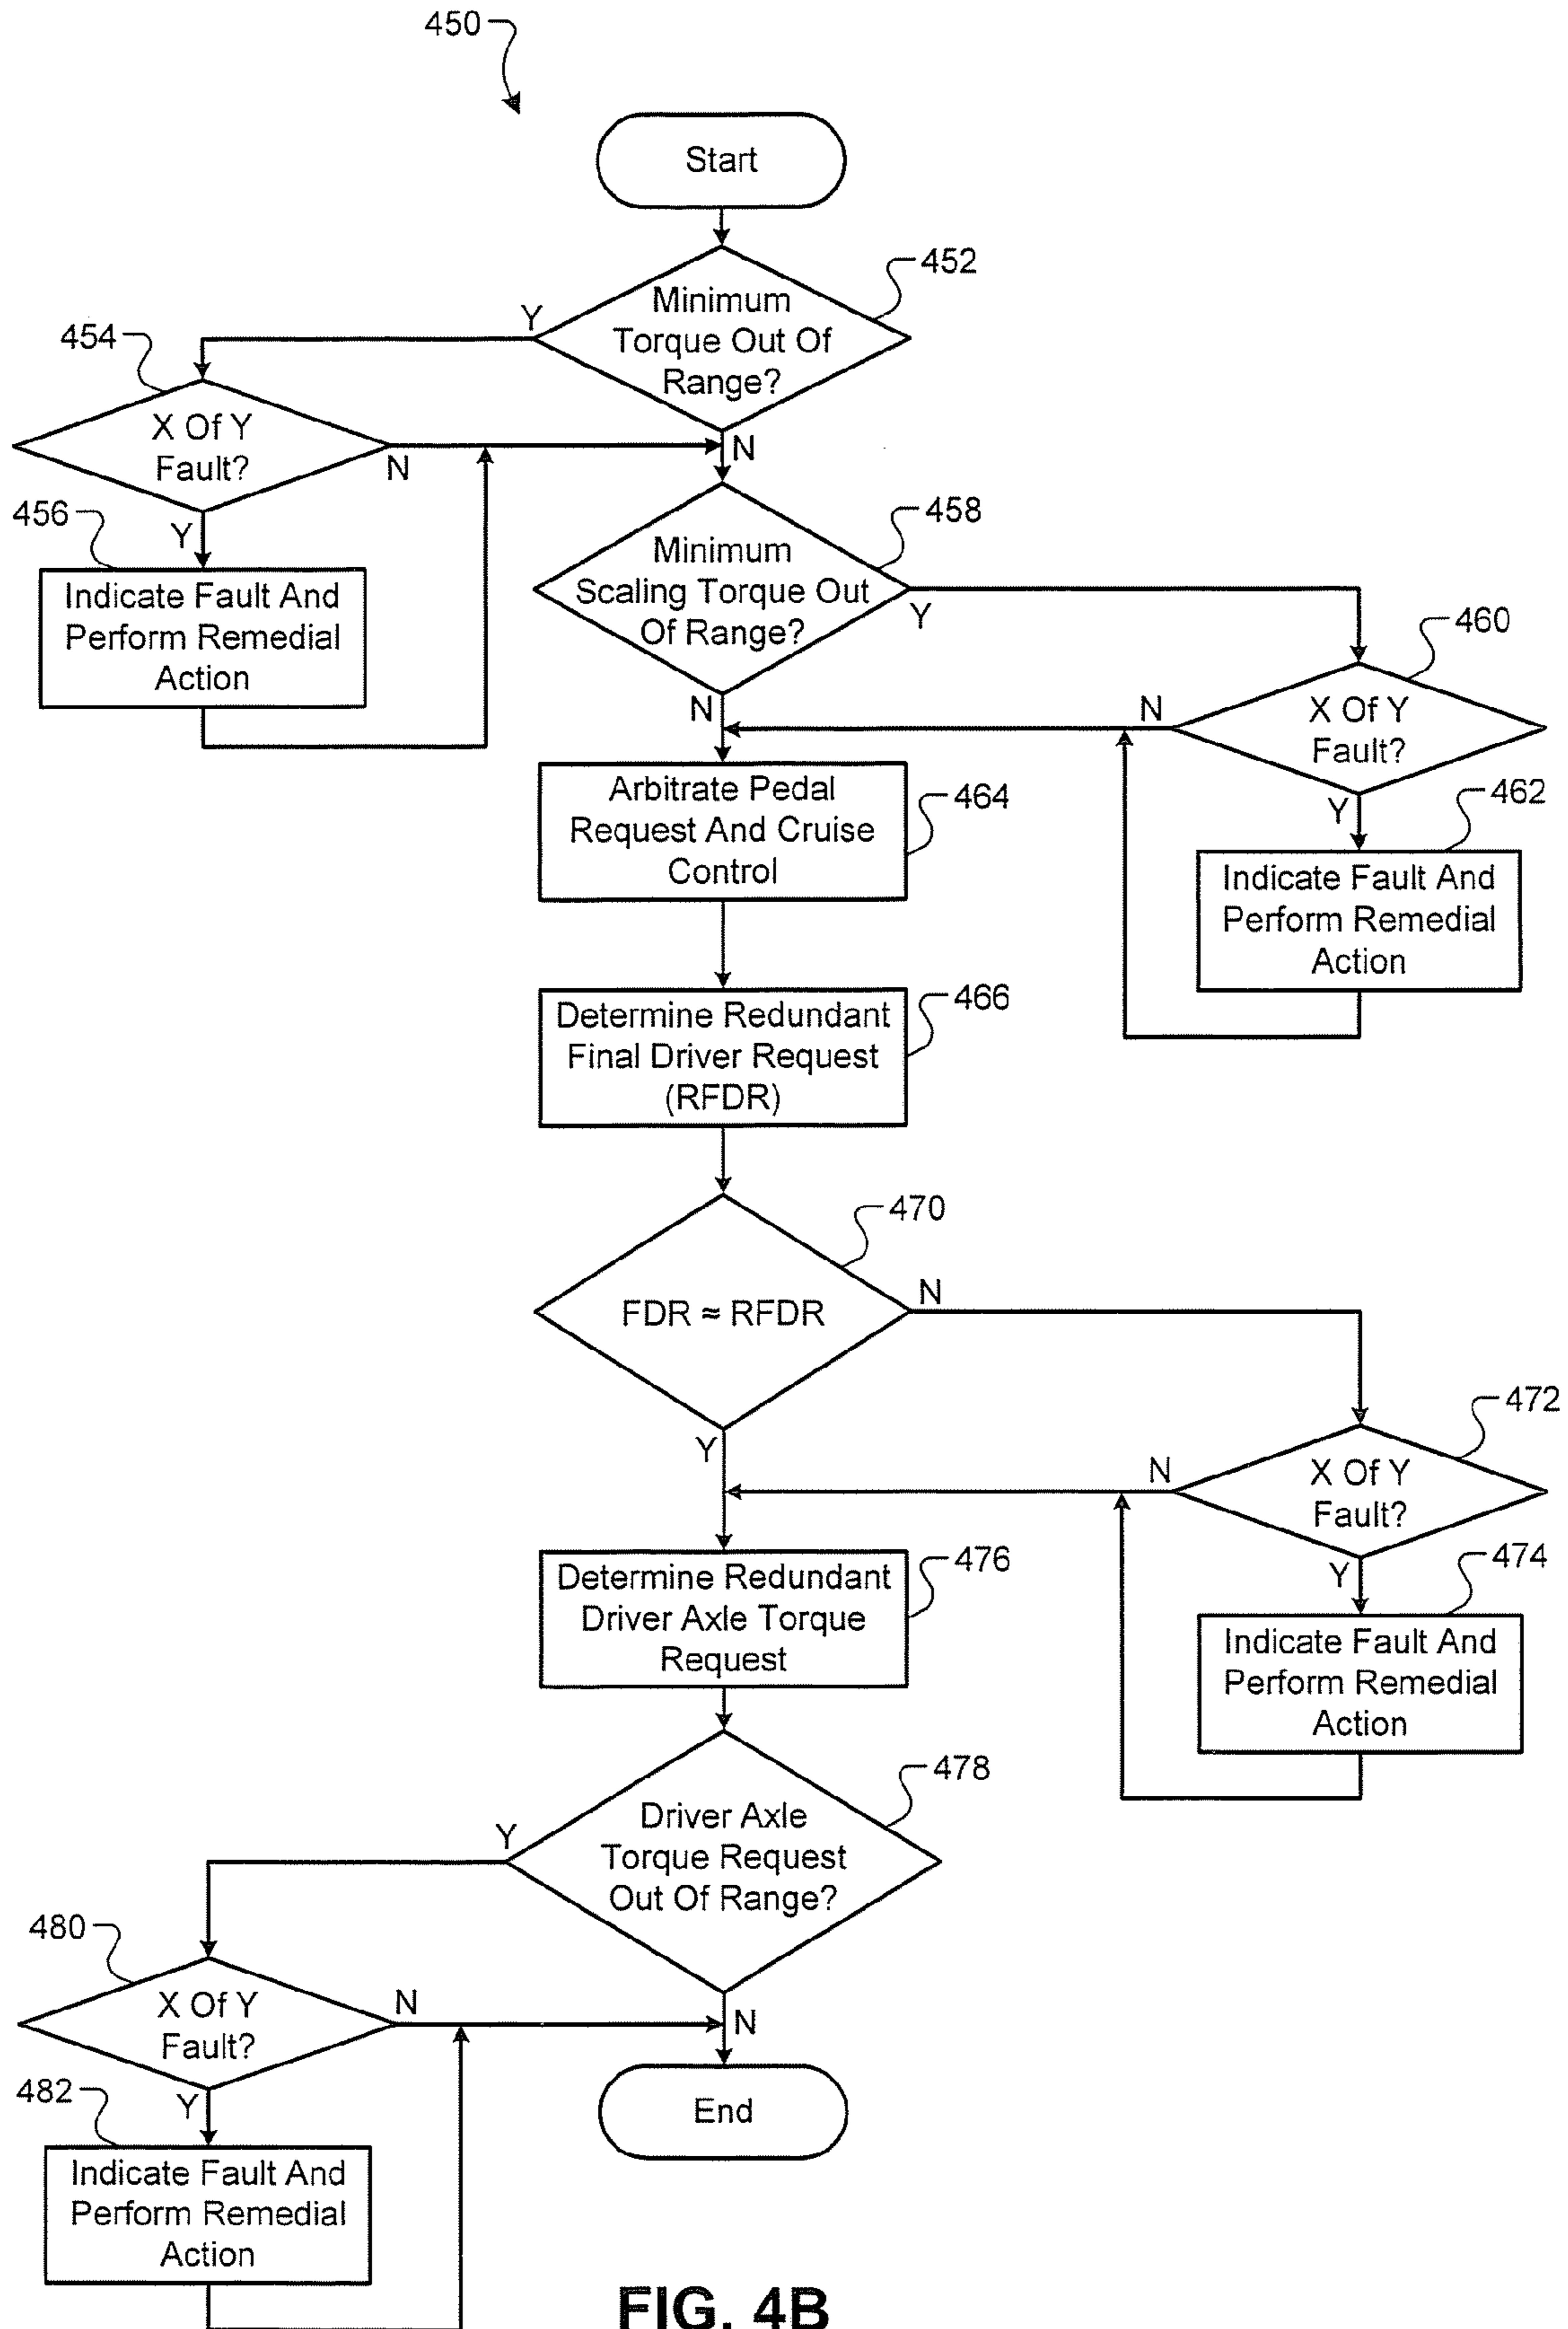 450
Start
452
Minimum
Torque Out Of
Range?
Y
N
454
X Of Y
Fault?
N
Y
456
Indicate Fault And
Perform Remedial
Action
458
Minimum
Scaling Torque Out
Of Range?
Y
N
460
X Of Y
Fault?
N
Y
462
Indicate Fault And
Perform Remedial
Action
464
Arbitrate Pedal
Request And Cruise
Control
466
Determine Redundant
Final Driver Request
(RFDR)
470
FDR ≈ RFDR
N
Y
472
X Of Y
Fault?
N
Y
474
Indicate Fault And
Perform Remedial
Action
476
Determine Redundant
Driver Axle Torque
Request
478
Driver Axle
Torque Request
Out Of Range?
Y
N
480
X Of Y
Fault?
N
Y
482
Indicate Fault And
Perform Remedial
Action
End
FIG. 4B